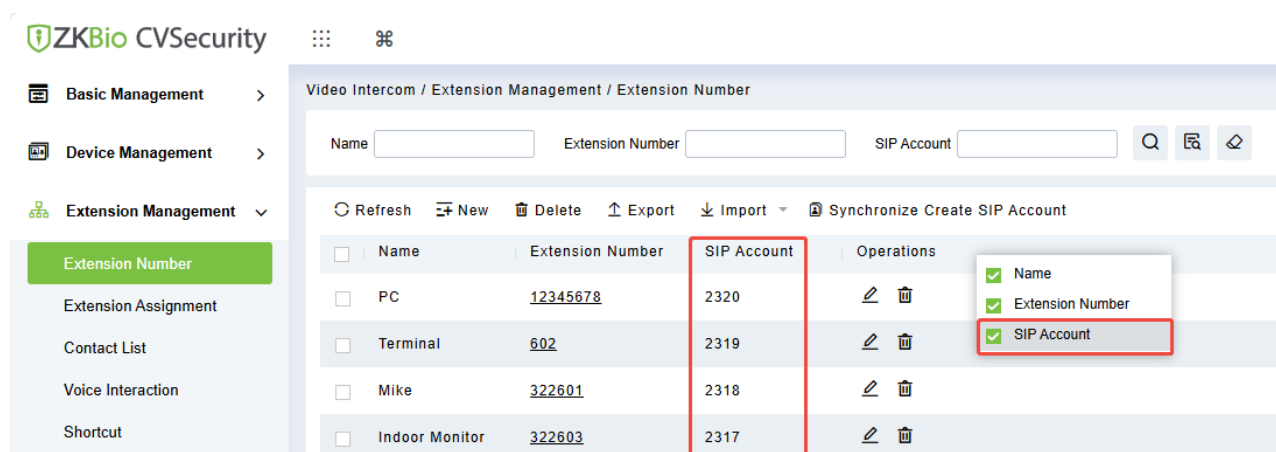 ZKBio CVSecurity
Basic Management
Device Management
Extension Management
Extension Number
Extension Assignment
Contact List
Voice Interaction
Shortcut
Video Intercom / Extension Management / Extension Number
Name Extension Number SIP Account
Refresh New Delete Export Import Synchronize Create SIP Account
Name Extension Number SIP Account Operations
PC 12345678 2320
Terminal 602 2319
Mike 322601 2318
Indoor Monitor 322603 2317
Name
Extension Number
SIP Account